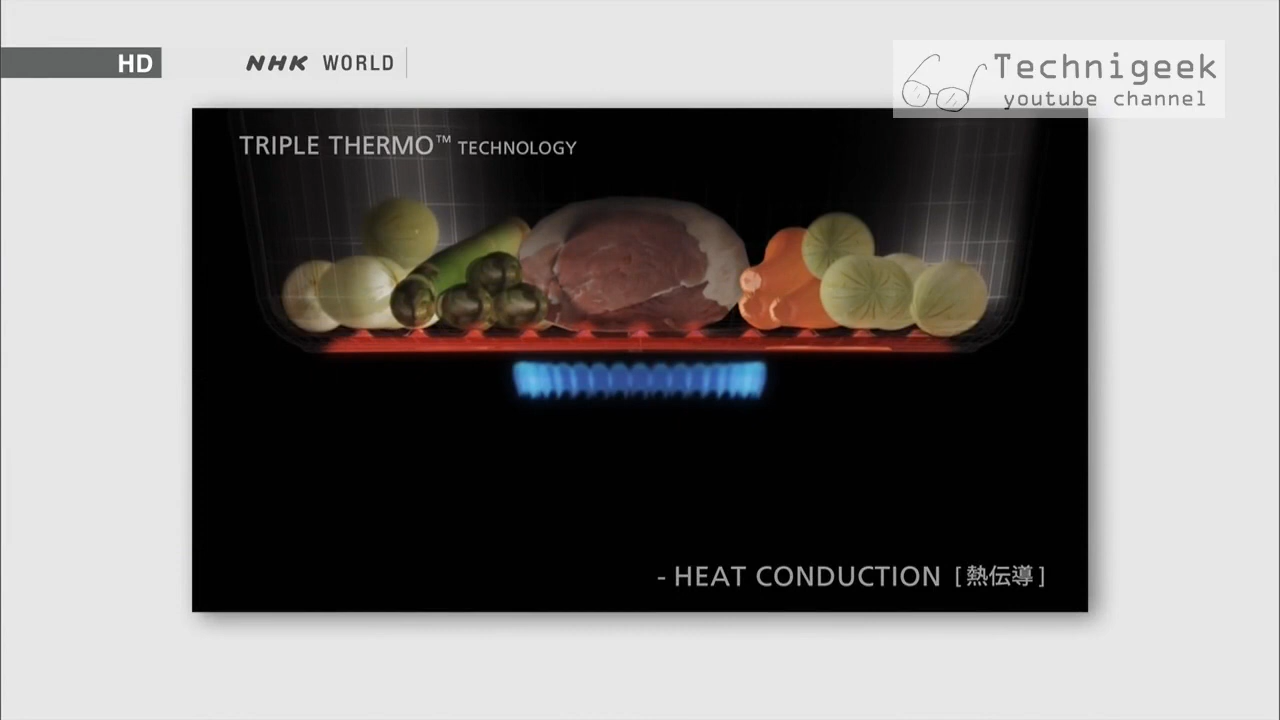 HD
NHK WORLD
Technigeek
youtube channel
TRIPLE THERMO™ TECHNOLOGY
- HEAT CONDUCTION [熱伝導]